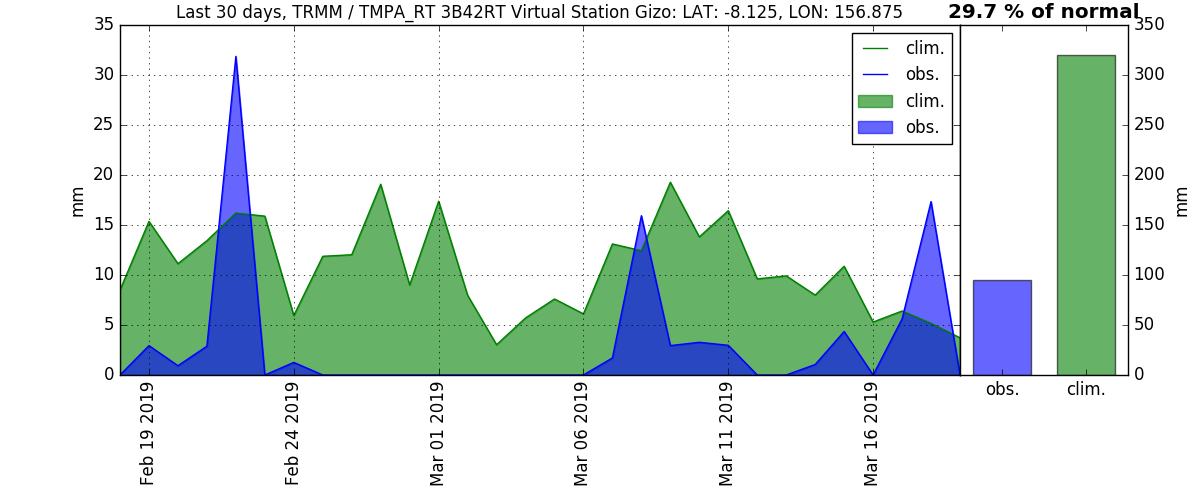 Last 30 days, TRMM / TMPA_RT 3B42RT Virtual Station Gizo: LAT: -8.125, LON: 156.875
29.7 % of normal
35
30
25
20
15
10
5
0
mm
clim.
obs.
clim.
obs.
350
300
250
200
150
100
50
0
mm
obs.
clim.
Feb 19 2019
Feb 24 2019
Mar 01 2019
Mar 06 2019
Mar 11 2019
Mar 16 2019